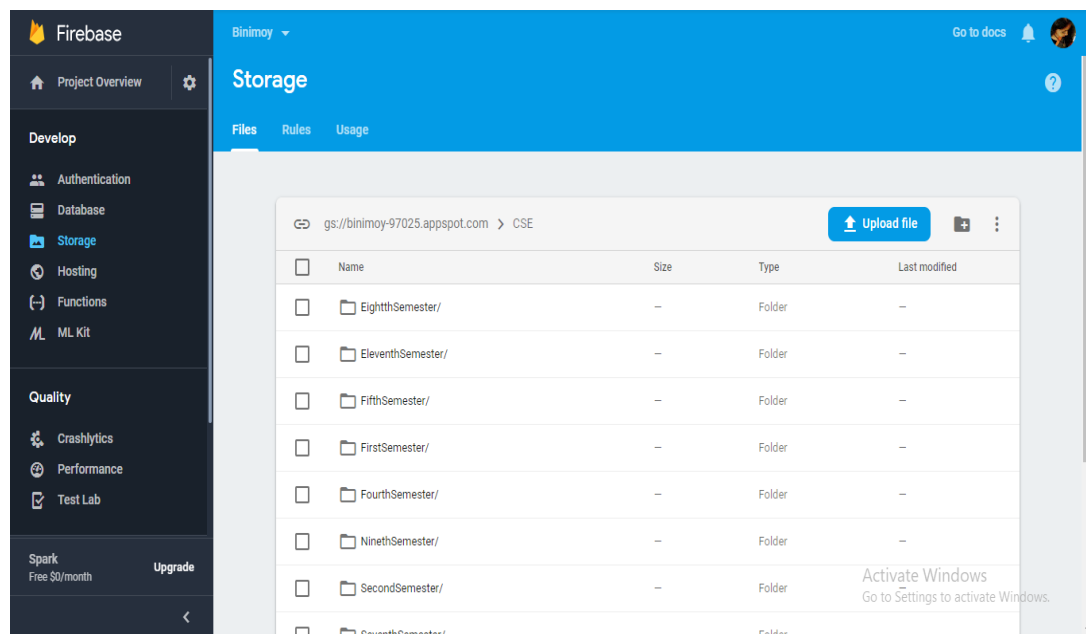 Firebase
Project Overview
Develop
Authentication
Database
Storage
Hosting
Functions
ML Kit
Quality
Crashlytics
Performance
Test Lab
Spark
Free $0/month
Upgrade
Binimoy
Go to docs
Storage
Files Rules Usage
gs://binimoy-97025.appspot.com > CSE
Upload file
Name Size Type Last modified
EightthSemester/ – Folder –
EleventhSemester/ – Folder –
FifthSemester/ – Folder –
FirstSemester/ – Folder –
FourthSemester/ – Folder –
NinethSemester/ – Folder –
SecondSemester/ – Folder –
SeventhSemester/ Folder
Activate Windows
Go to Settings to activate Windows.